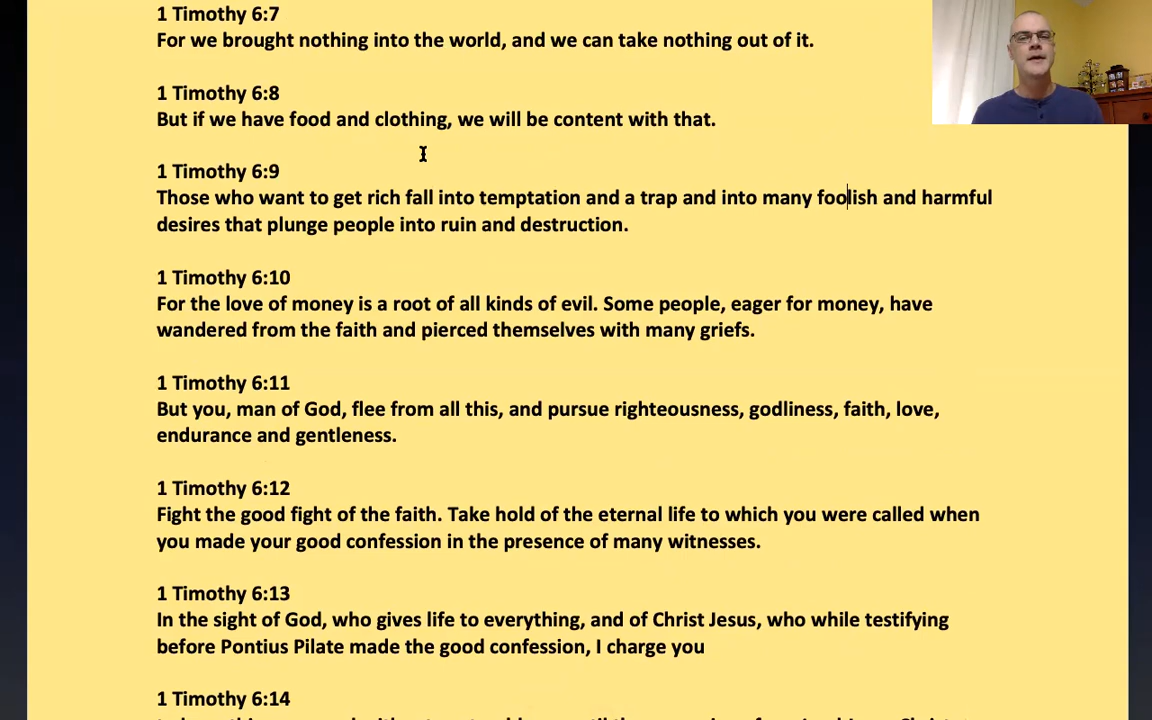 1 Timothy 6:7
For we brought nothing into the world, and we can take nothing out of it.
1 Timothy 6:8
But if we have food and clothing, we will be content with that.
1 Timothy 6:9
Those who want to get rich fall into temptation and a trap and into many foolish and harmful
desires that plunge people into ruin and destruction.
1 Timothy 6:10
For the love of money is a root of all kinds of evil. Some people, eager for money, have
wandered from the faith and pierced themselves with many griefs.
1 Timothy 6:11
But you, man of God, flee from all this, and pursue righteousness, godliness, faith, love,
endurance and gentleness.
1 Timothy 6:12
Fight the good fight of the faith. Take hold of the eternal life to which you were called when
you made your good confession in the presence of many witnesses.
1 Timothy 6:13
In the sight of God, who gives life to everything, and of Christ Jesus, who while testifying
before Pontius Pilate made the good confession, I charge you
1 Timothy 6:14